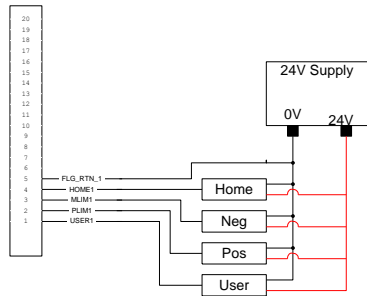 20
19
18
17
16
15
14
13
12
11
10
9
8
7
6
5 FLG_RTN_1
4 HOME1
3 MLIM1
2 PLIM1
1 USER1
24V Supply
0V 24V
Home
Neg
Pos
User